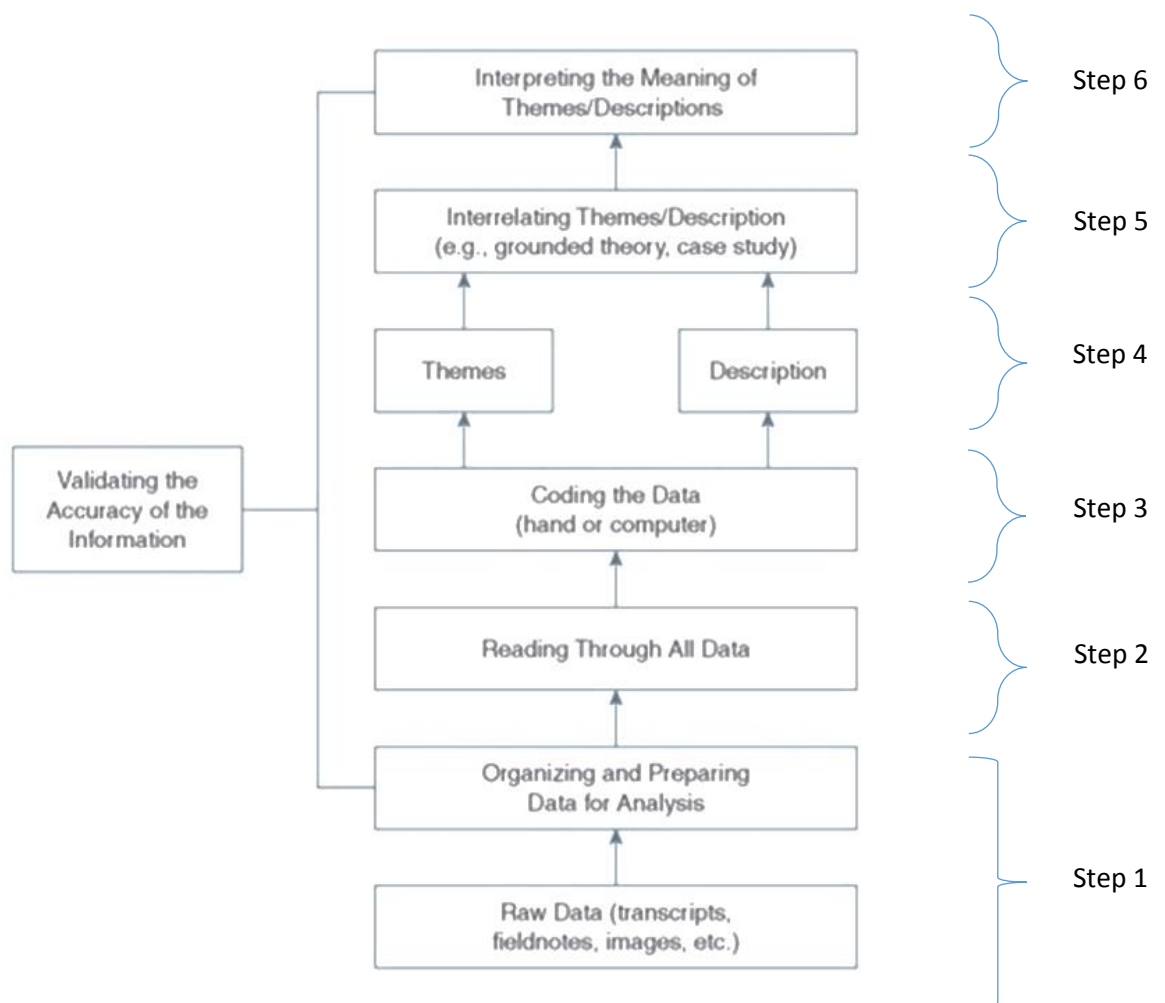 Interpreting the Meaning of
Themes/Descriptions
Step 6
Interrelating Themes/Description
(e.g., grounded theory, case study)
Step 5
Themes
Description
Step 4
Validating the
Accuracy of the
Information
Coding the Data
(hand or computer)
Step 3
Reading Through All Data
Step 2
Organizing and Preparing
Data for Analysis
Raw Data (transcripts,
fieldnotes, images, etc.)
Step 1